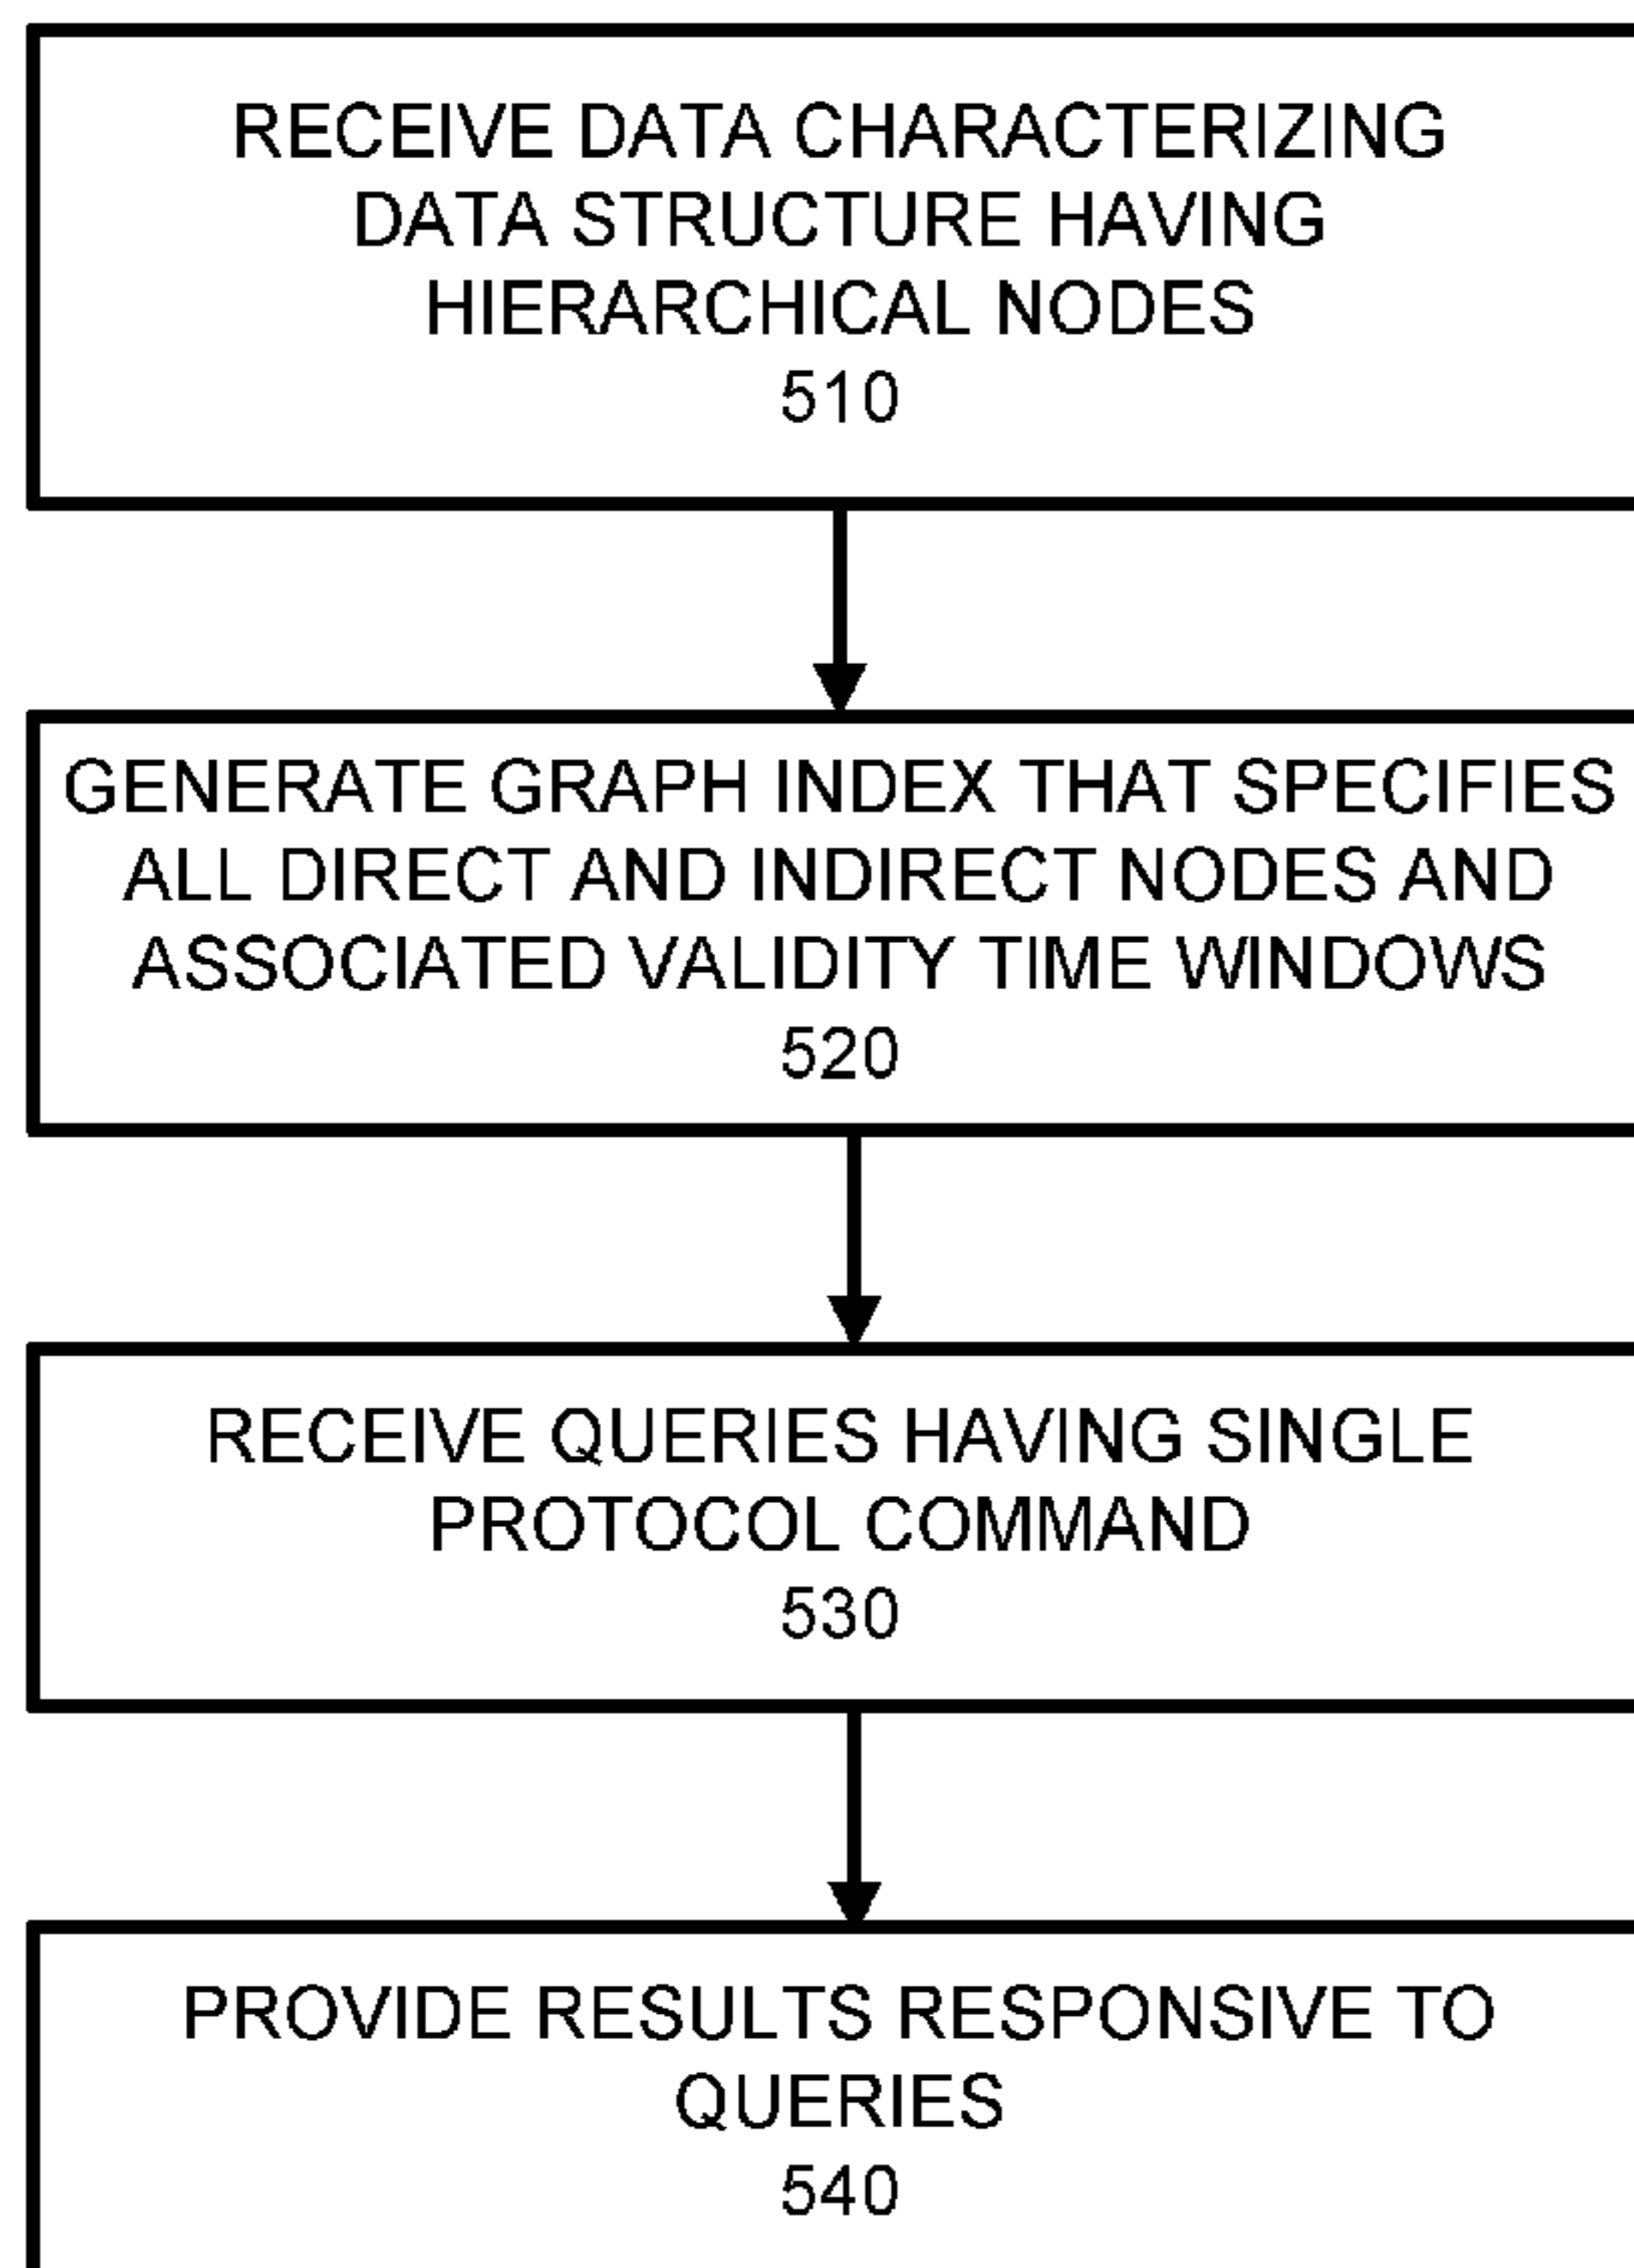 RECEIVE DATA CHARACTERIZING
DATA STRUCTURE HAVING
HIERARCHICAL NODES
510
GENERATE GRAPH INDEX THAT SPECIFIES
ALL DIRECT AND INDIRECT NODES AND
ASSOCIATED VALIDITY TIME WINDOWS
520
RECEIVE QUERIES HAVING SINGLE
PROTOCOL COMMAND
530
PROVIDE RESULTS RESPONSIVE TO
QUERIES
540